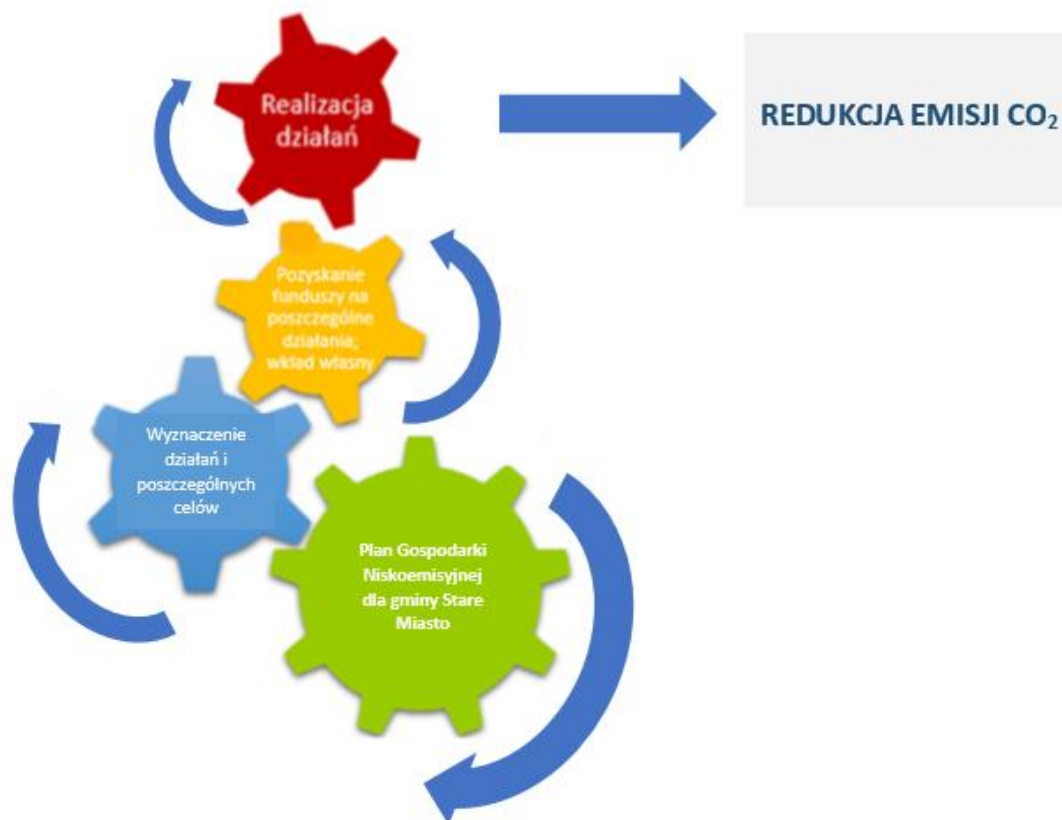 Realizacja
działań
REDUKCJA EMISJI CO₂
Pozyskanie
funduszy na
poszczególne
działania;
wkład własny
Wyznaczenie
działań i
poszczególnych
celów
Plan Gospodarki
Niskoemisyjnej
dla gminy Stare
Miasto